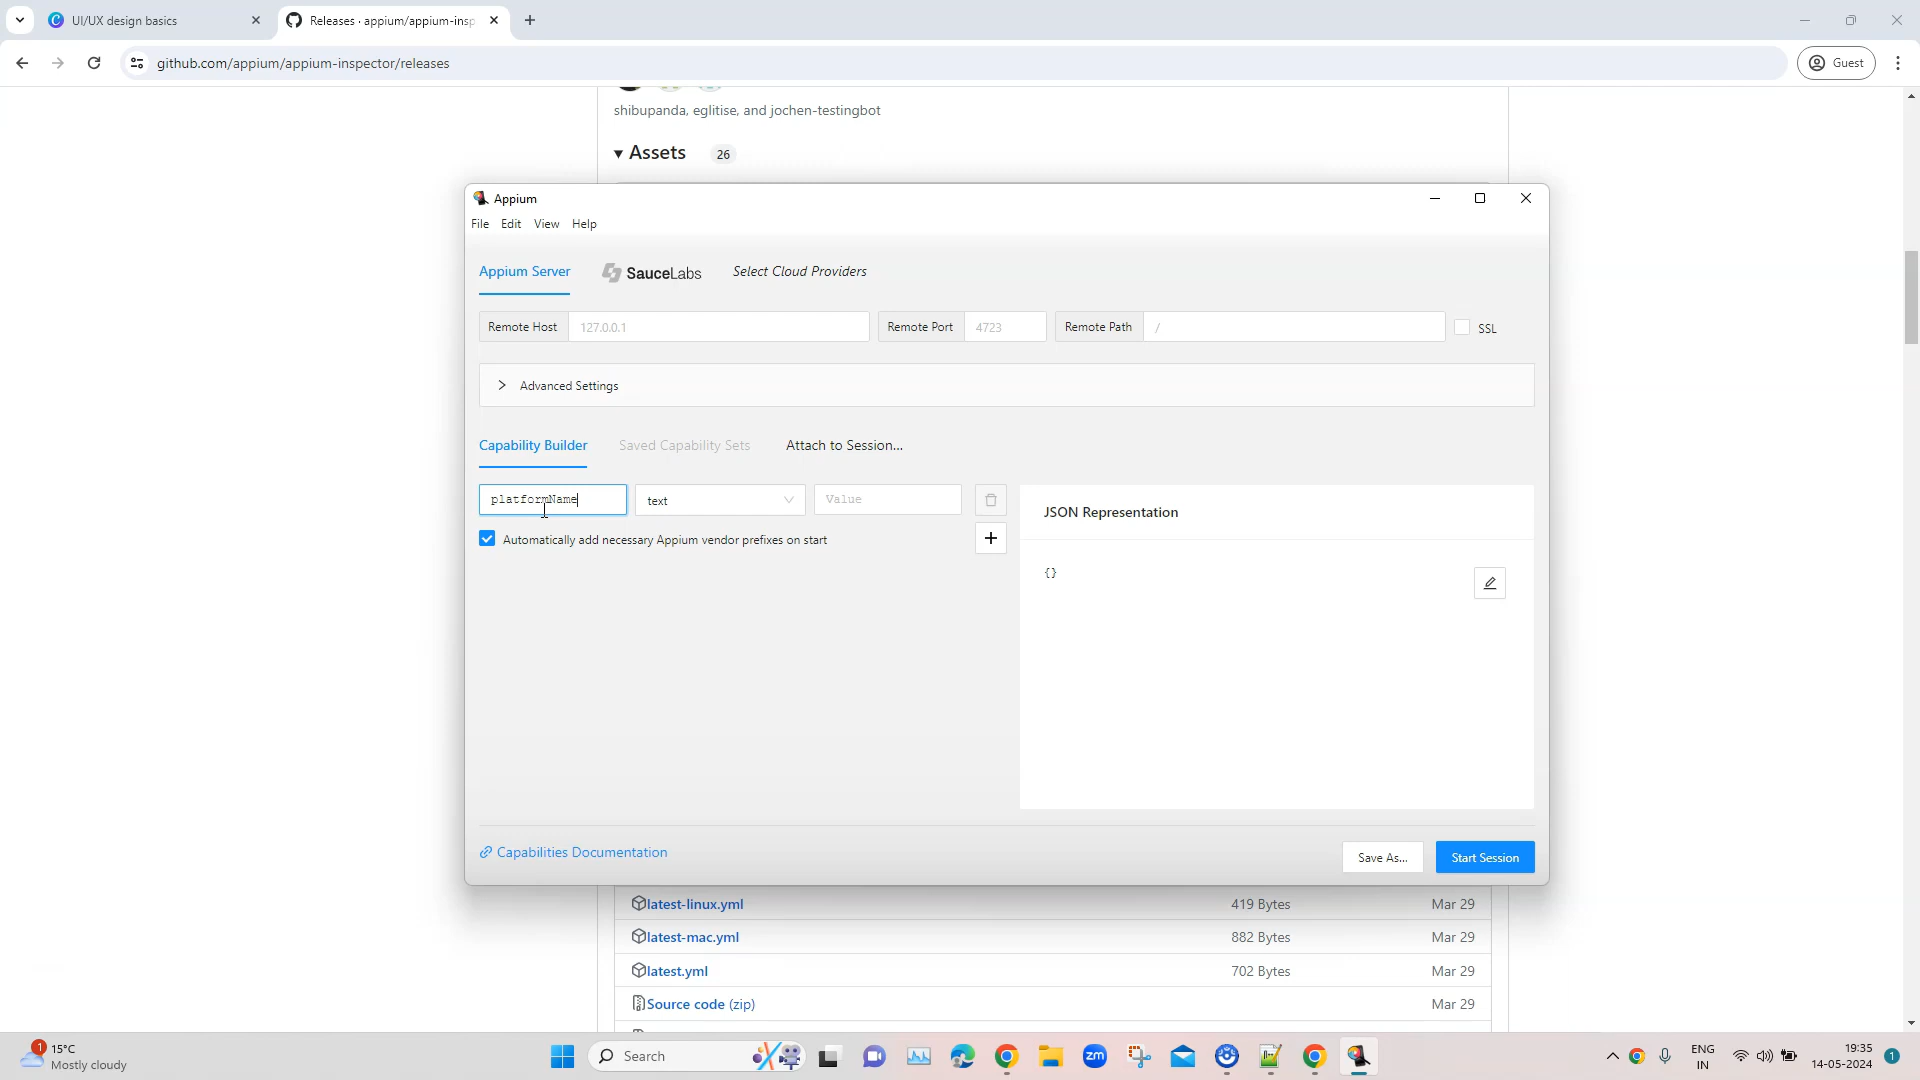 UI/UX design basics
Releases · appium/appium-insp
github.com/appium/appium-inspector/releases
Guest
shibupanda, eglitise, and jochen-testingbot
Assets 26
Appium
File Edit View Help
Appium Server
SauceLabs
Select Cloud Providers
Remote Host 127.0.0.1
Remote Port 4723
Remote Path /
SSL
Advanced Settings
Capability Builder
Saved Capability Sets
Attach to Session...
platformName
text
Value
JSON Representation
Automatically add necessary Appium vendor prefixes on start
{}
Capabilities Documentation
Save As...
Start Session
latest-linux.yml 419 Bytes Mar 29
latest-mac.yml 882 Bytes Mar 29
latest.yml 702 Bytes Mar 29
Source code (zip) Mar 29
1
15°C
Mostly cloudy
Search
zm
ENG
IN
19:35
14-05-2024
1